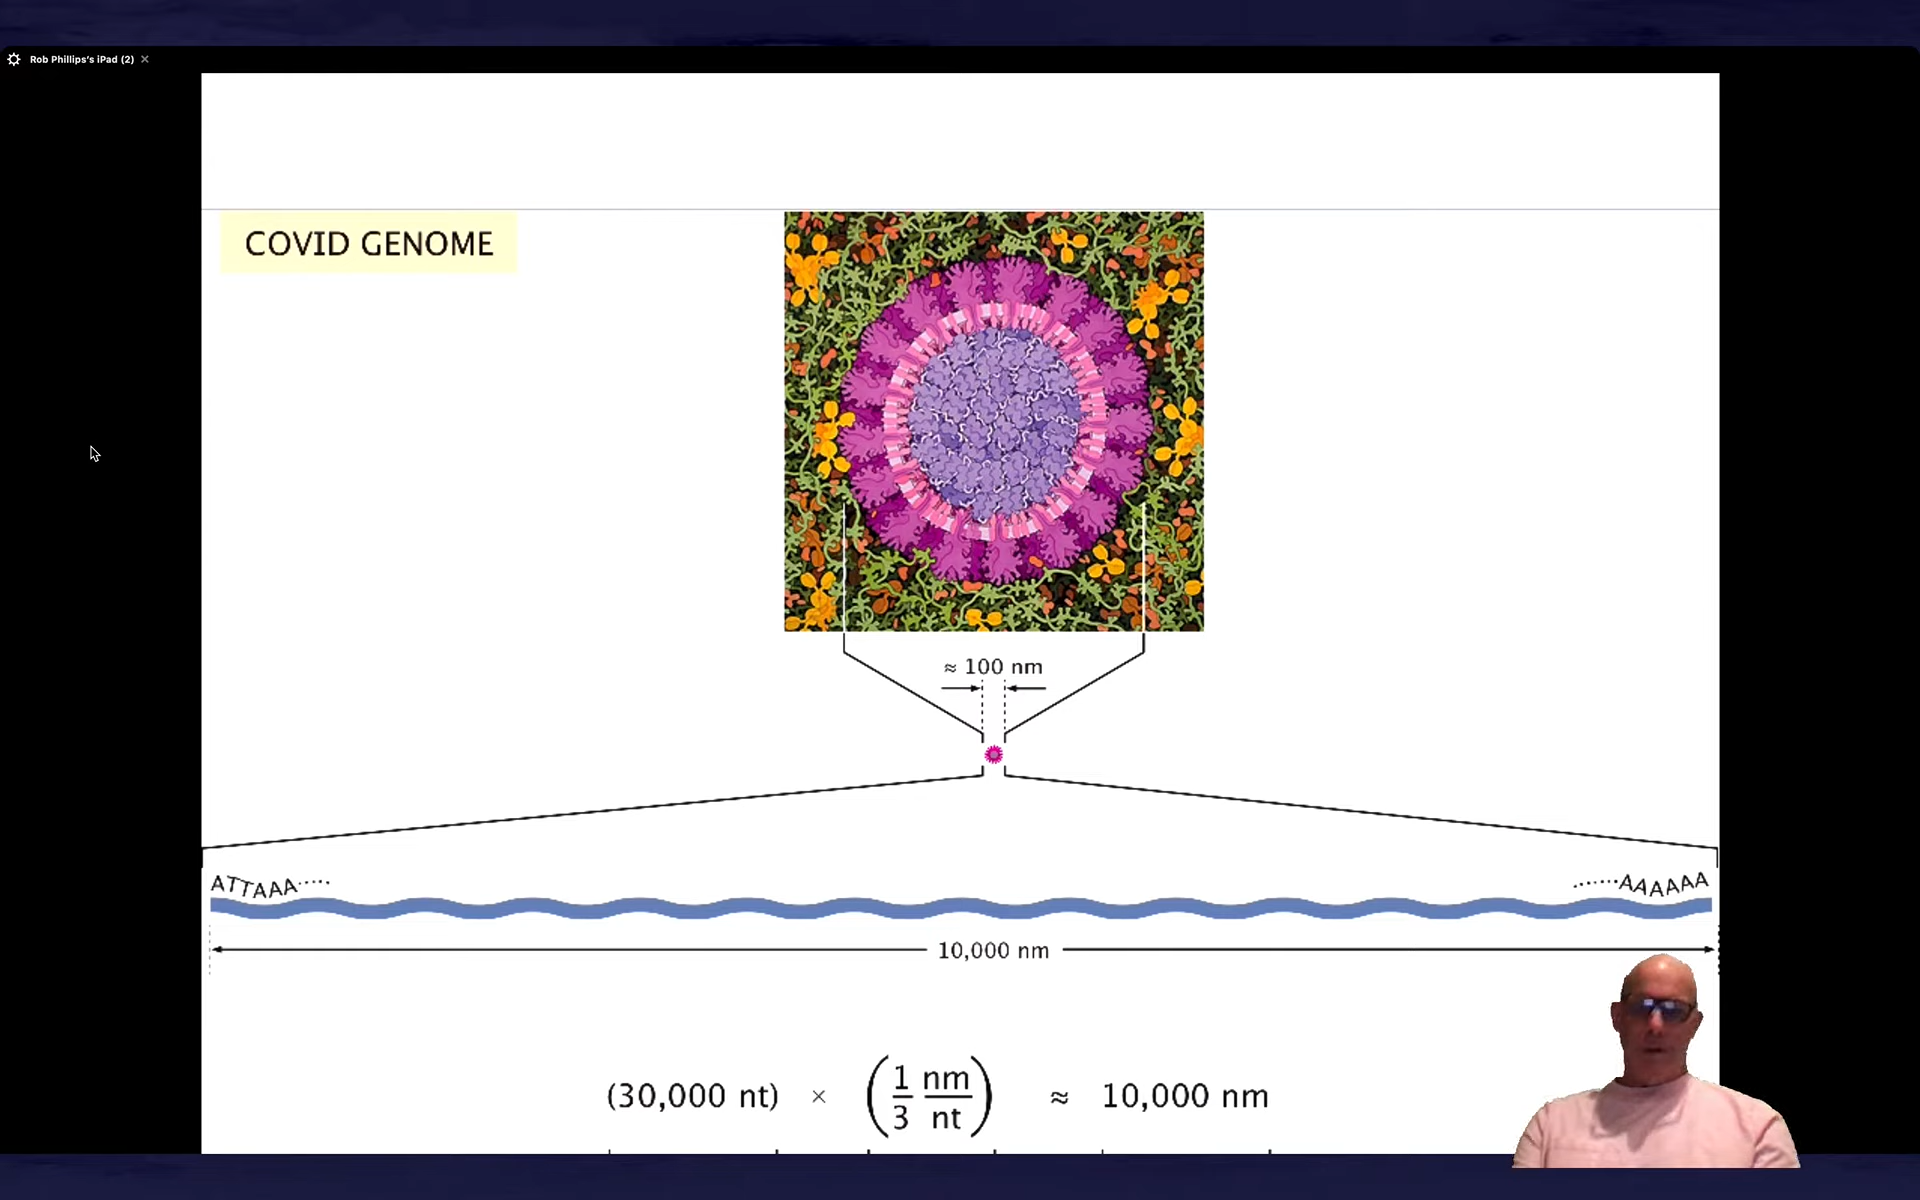 Rob Phillips's iPad (2) ×
COVID GENOME
≈ 100 nm
ATTAAA······
······AAAAAA
10,000 nm
(30,000 nt) × (1/3 nm/nt) ≈ 10,000 nm